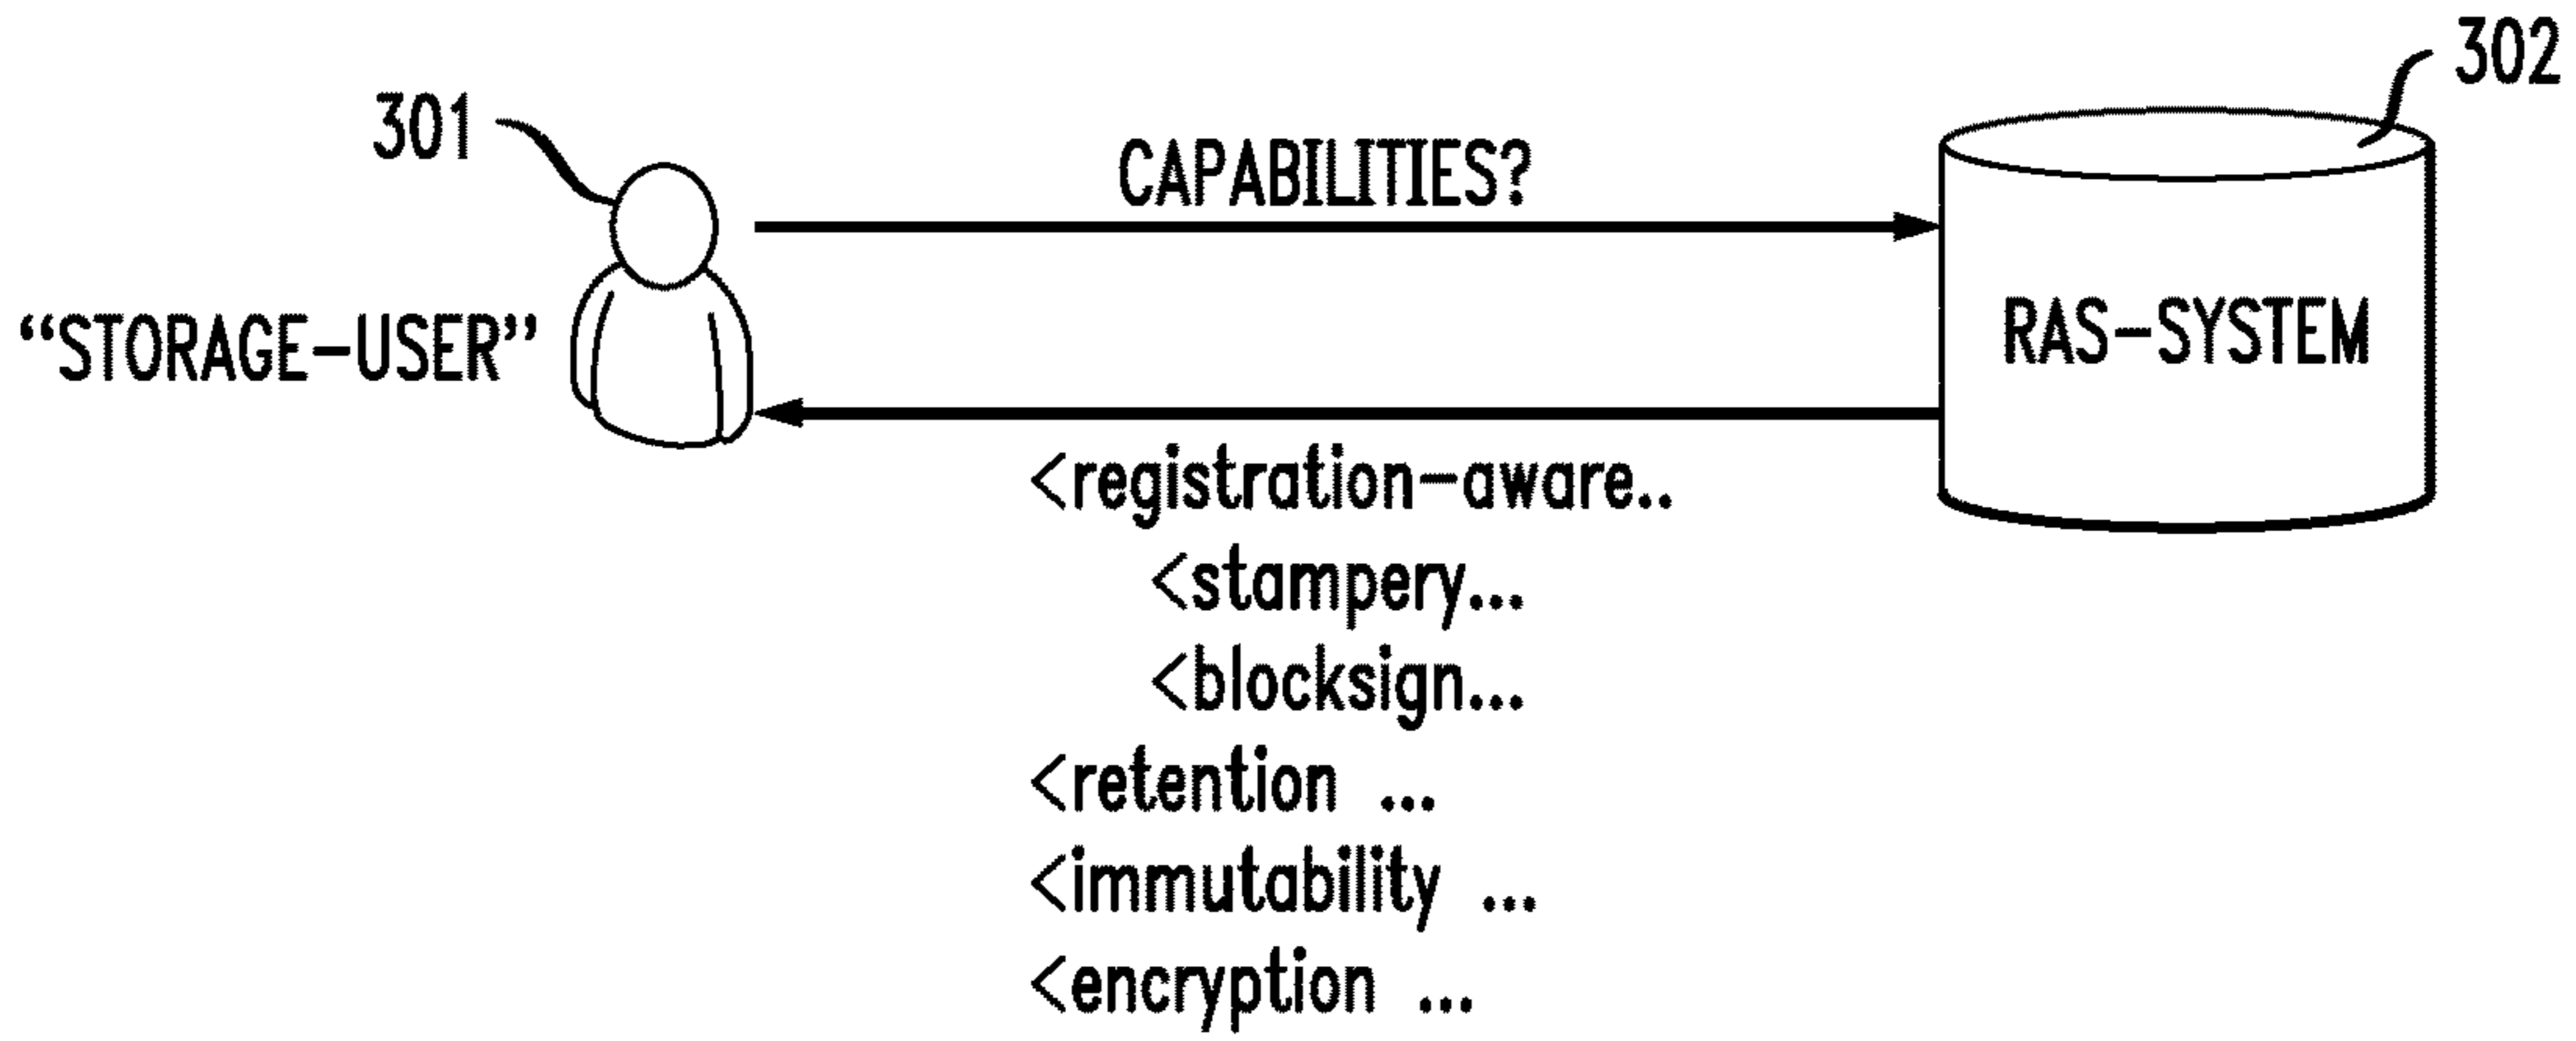 302
301
CAPABILITIES?
“STORAGE-USER”
RAS-SYSTEM
<registration-aware..
<stampery...
<blocksign...
<retention ...
<immutability ...
<encryption ...